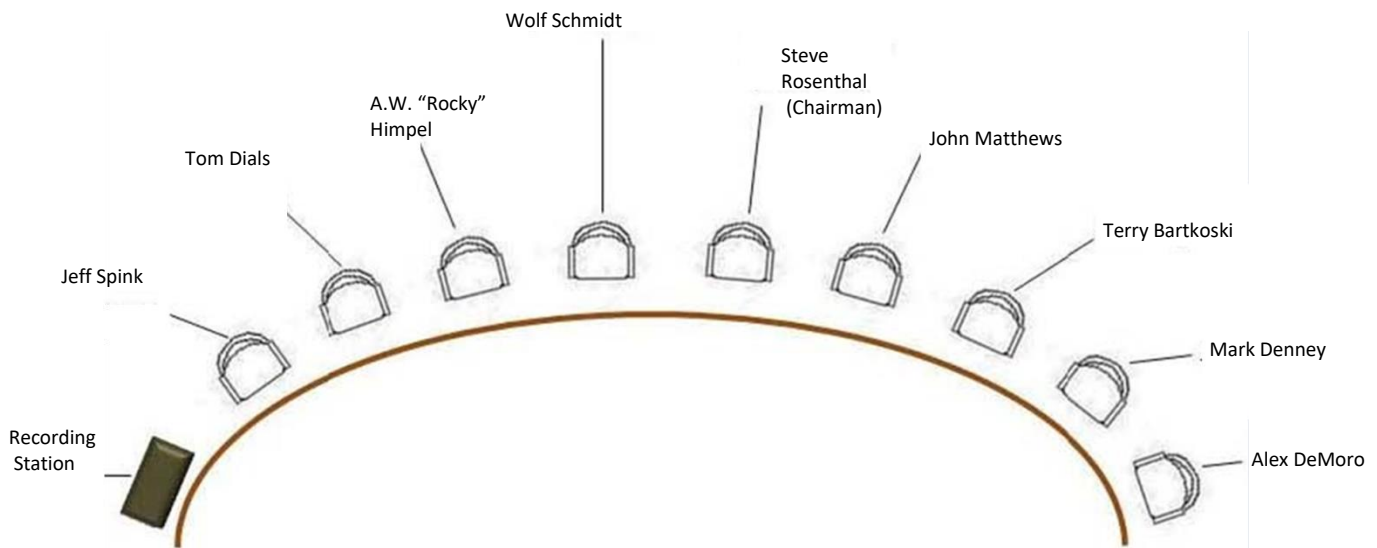 Wolf Schmidt
Steve
Rosenthal
(Chairman)
A.W. “Rocky”
Himpel
John Matthews
Tom Dials
Terry Bartkoski
Jeff Spink
Mark Denney
Recording
Station
Alex DeMoro